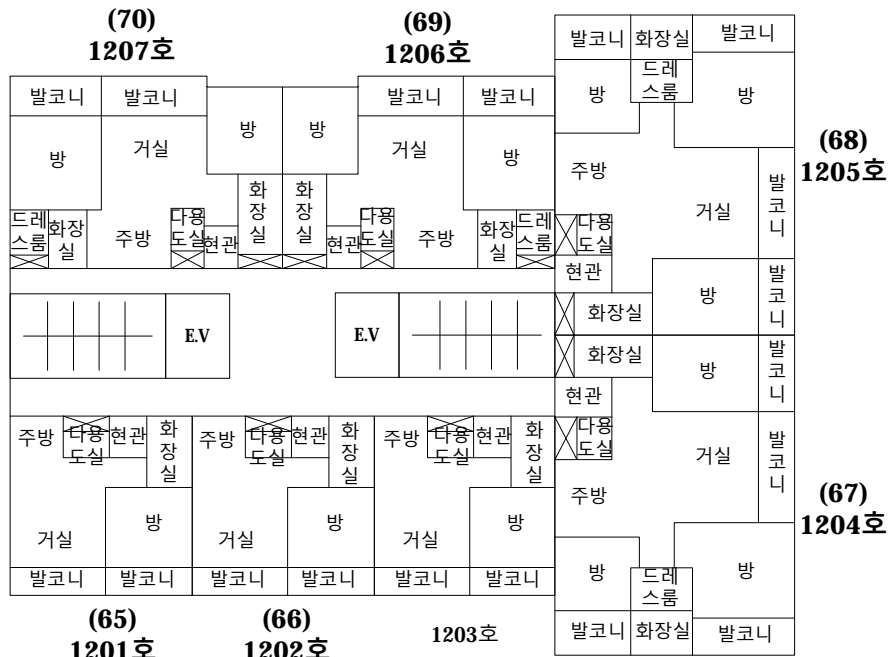 (70)
1207호
(69)
1206호
발코니
화장실
발코니
드레
스룸
방
방
발코니
발코니
방
방
발코니
발코니
방
거실
거실
방
(68)
1205호
주방
거실
발
코
니
드레
스룸
화장
실
주방
다용
도실
현관
화
장
실
화
장
실
현관
다용
도실
주방
화장
실
드레
스룸
다용
도실
현관
방
발
코
니
화장실
E.V
E.V
화장실
방
발
코
니
현관
주방
다용
도실
현관
화
장
실
주방
다용
도실
현관
화
장
실
주방
다용
도실
현관
화
장
실
다용
도실
거실
발
코
니
주방
(67)
1204호
거실
방
거실
방
거실
방
방
드레
스룸
방
발코니
발코니
발코니
발코니
발코니
발코니
발코니
화장실
발코니
(65)
1201호
(66)
1202호
1203호